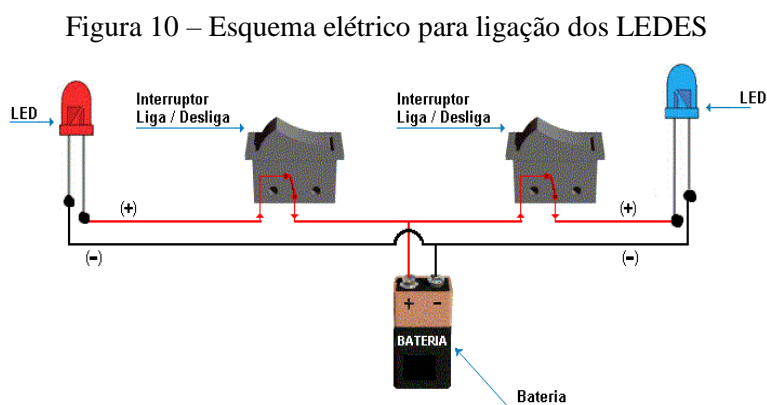 Figura 10 – Esquema elétrico para ligação dos LEDES
LED
Interruptor
Liga / Desliga
Interruptor
Liga / Desliga
LED
(+)
(+)
(-)
(-)
+ -
BATERIA
Bateria